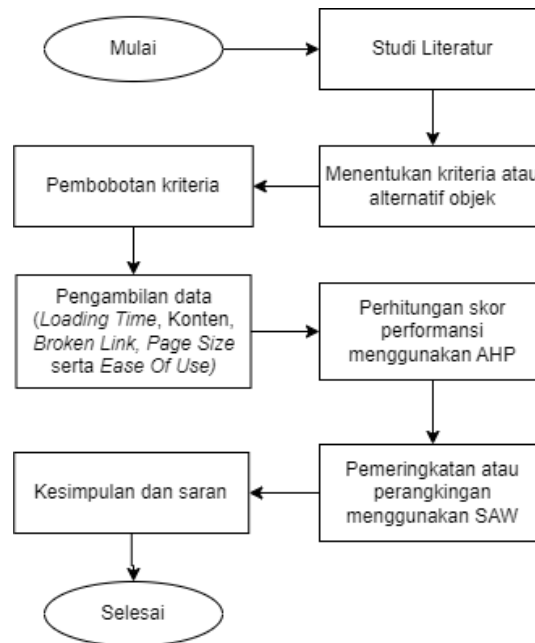 Mulai
Studi Literatur
Menentukan kriteria atau
alternatif objek
Pembobotan kriteria
Pengambilan data
(Loading Time, Konten,
Broken Link, Page Size
serta Ease Of Use)
Perhitungan skor
performansi
menggunakan AHP
Pemeringkatan atau
perangkingan
menggunakan SAW
Kesimpulan dan saran
Selesai